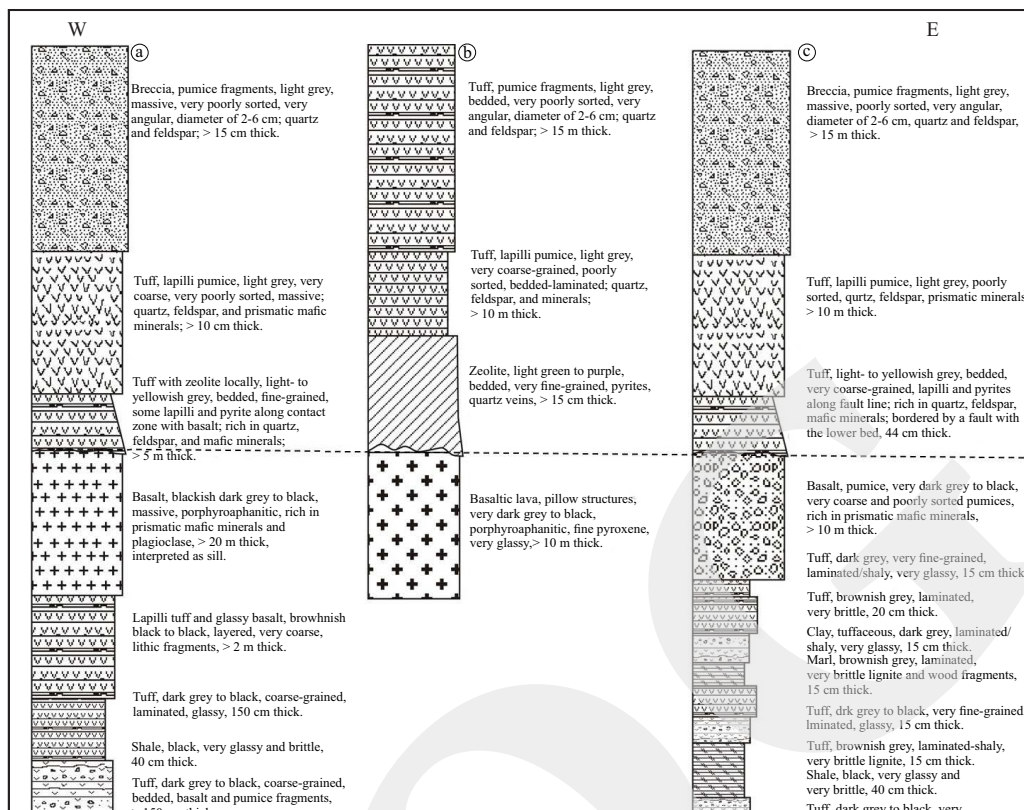 W
E
a
Breccia, pumice fragments, light grey,
massive, very poorly sorted, very
angular, diameter of 2-6 cm; quartz
and feldspar; > 15 cm thick.
Tuff, lapilli pumice, light grey, very
coarse, very poorly sorted, massive;
quartz, feldspar, and prismatic mafic
minerals; > 10 cm thick.
Tuff with zeolite locally, light- to
yellowish grey, bedded, fine-grained,
some lapilli and pyrite along contact
zone with basalt; rich in quartz,
feldspar, and mafic minerals;
> 5 m thick.
Basalt, blackish dark grey to black,
massive, porphyroaphanitic, rich in
prismatic mafic minerals and
plagioclase, > 20 m thick,
interpreted as sill.
Lapilli tuff and glassy basalt, browhnish
black to black, layered, very coarse,
lithic fragments, > 2 m thick.
Tuff, dark grey to black, coarse-grained,
laminated, glassy, 150 cm thick.
Shale, black, very glassy and brittle,
40 cm thick.
Tuff, dark grey to black, coarse-grained,
bedded, basalt and pumice fragments,
b
Tuff, pumice fragments, light grey,
bedded, very poorly sorted, very
angular, diameter of 2-6 cm; quartz
and feldspar; > 15 m thick.
Tuff, lapilli pumice, light grey,
very coarse-grained, poorly
sorted, bedded-laminated; quartz,
feldspar, and minerals;
> 10 m thick.
Zeolite, light green to purple,
bedded, very fine-grained, pyrites,
quartz veins, > 15 cm thick.
Basaltic lava, pillow structures,
very dark grey to black,
porphyroaphanitic, fine pyroxene,
very glassy,> 10 m thick.
c
Breccia, pumice fragments, light grey,
massive, poorly sorted, very angular,
diameter of 2-6 cm, quartz and feldspar,
> 15 m thick.
Tuff, lapilli pumice, light grey, poorly
sorted, qurtz, feldspar, prismatic minerals
> 10 m thick.
Tuff, light- to yellowish grey, bedded,
very coarse-grained, lapilli and pyrites
along fault line; rich in quartz, feldspar,
mafic minerals; bordered by a fault with
the lower bed, 44 cm thick.
Basalt, pumice, very dark grey to black,
very coarse and poorly sorted pumices,
rich in prismatic mafic minerals,
> 10 m thick.
Tuff, dark grey, very fine-grained,
laminated/shaly, very glassy, 15 cm thick
Tuff, brownish grey, laminated,
very brittle, 20 cm thick.
Clay, tuffaceous, dark grey, laminated/
shaly, very glassy, 15 cm thick.
Marl, brownish grey, laminated,
very brittle lignite and wood fragments,
15 cm thick.
Tuff, drk grey to black, very fine-grained
lminated, glassy, 15 cm thick.
Tuff, brownish grey, laminated-shaly,
very brittle lignite, 15 cm thick.
Shale, black, very glassy and
very brittle, 40 cm thick.
Tuff, dark grey to black, very